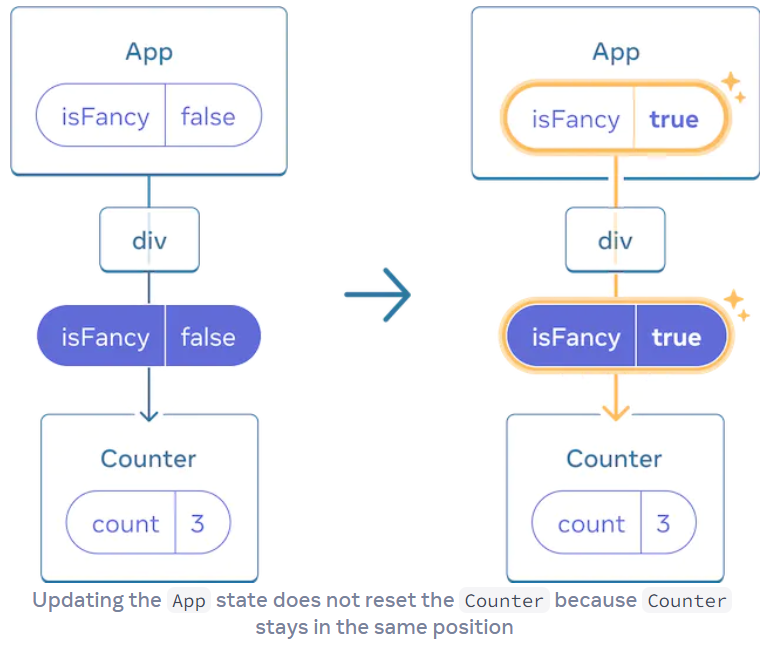 App
isFancy false
div
isFancy false
Counter
count 3
App
isFancy true
div
isFancy true
Counter
count 3
Updating the App state does not reset the Counter because Counter
stays in the same position